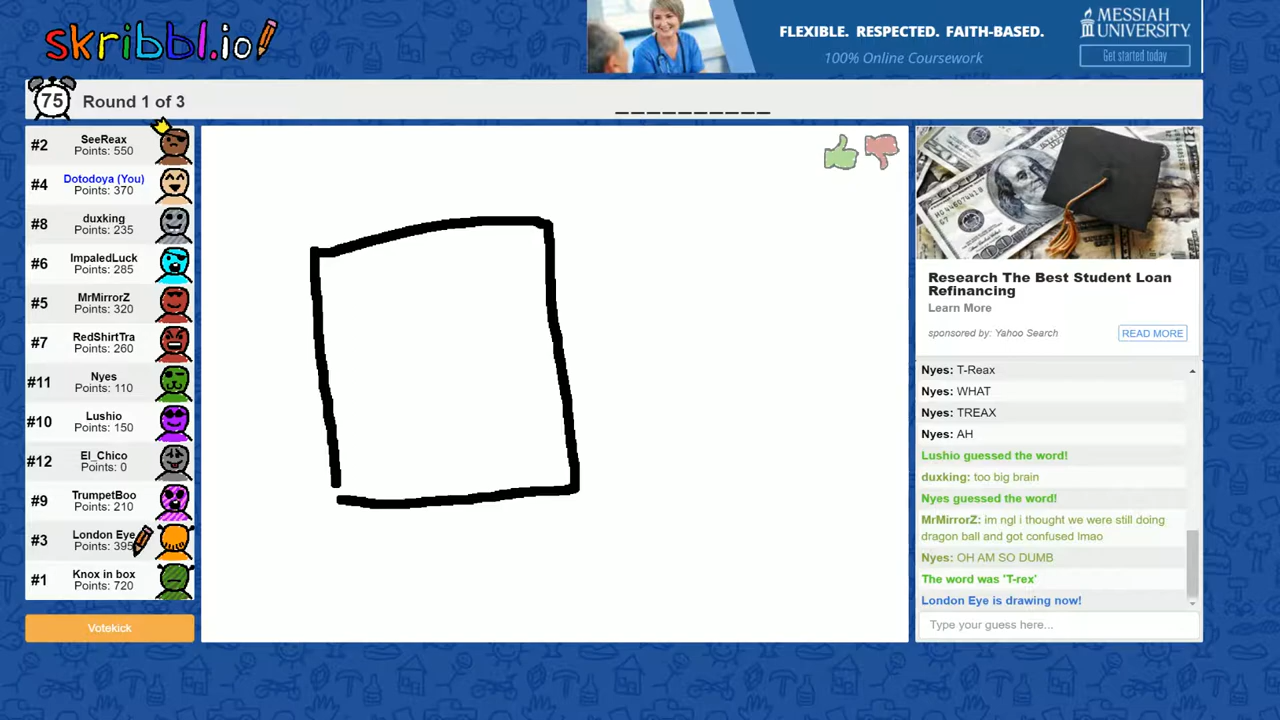 skribbl.io
FLEXIBLE. RESPECTED. FAITH-BASED.
100% Online Coursework
MESSIAH
UNIVERSITY
Get started today
75
Round 1 of 3
__________
#2 SeeReax
Points: 550
#4 Dotodoya (You)
Points: 370
#8 duxking
Points: 235
#6 ImpaledLuck
Points: 285
#5 MrMirrorZ
Points: 320
#7 RedShirtTra
Points: 260
#11 Nyes
Points: 110
#10 Lushio
Points: 150
#12 El_Chico
Points: 0
#9 TrumpetBoo
Points: 210
#3 London Eye
Points: 395
#1 Knox in box
Points: 720
Votekick
Research The Best Student Loan
Refinancing
Learn More
sponsored by: Yahoo Search
READ MORE
Nyes: T-Reax
Nyes: WHAT
Nyes: TREAX
Nyes: AH
Lushio guessed the word!
duxking: too big brain
Nyes guessed the word!
MrMirrorZ: im ngl i thought we were still doing
dragon ball and got confused lmao
Nyes: OH AM SO DUMB
The word was 'T-rex'
London Eye is drawing now!
Type your guess here...